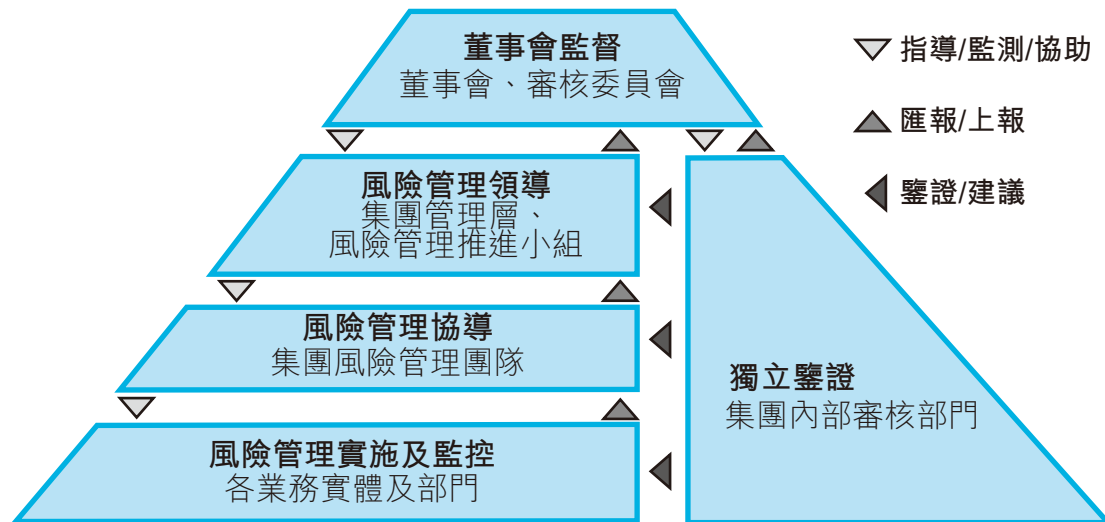 董事會監督
董事會、審核委員會
指導/監測/協助
匯報/上報
鑒證/建議
風險管理領導
集團管理層、
風險管理推進小組
風險管理協導
集團風險管理團隊
獨立鑒證
集團內部審核部門
風險管理實施及監控
各業務實體及部門